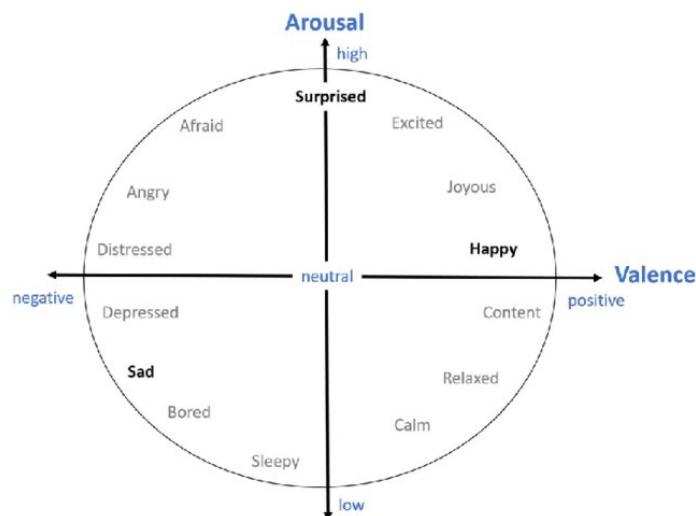 Arousal
high
Surprised
Afraid
Excited
Angry
Joyous
Distressed
Happy
neutral
Valence
negative
positive
Depressed
Content
Sad
Relaxed
Bored
Calm
Sleepy
low